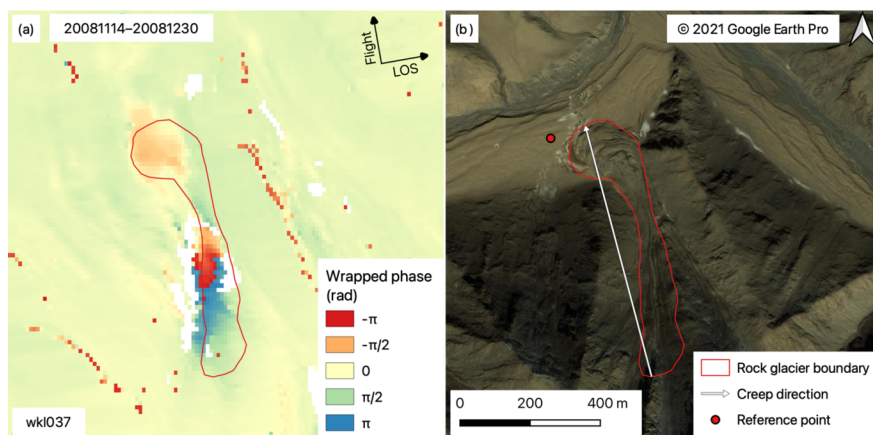 (a)
20081114–20081230
Flight
LOS
Wrapped phase
(rad)
-π
-π/2
0
π/2
π
wkl037
(b)
© 2021 Google Earth Pro
0 200 400 m
Rock glacier boundary
Creep direction
Reference point